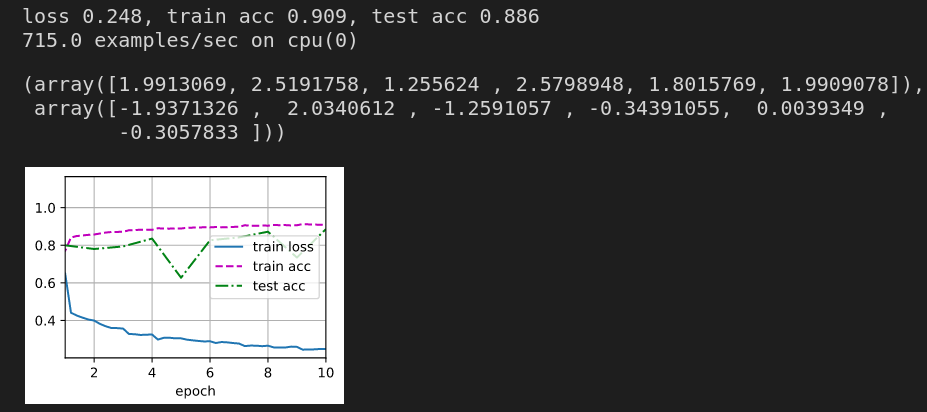 loss 0.248, train acc 0.909, test acc 0.886
715.0 examples/sec on cpu(0)
(array([1.9913069, 2.5191758, 1.255624 , 2.5798948, 1.8015769, 1.9909078]),
array([-1.9371326 ,  2.0340612 , -1.2591057 , -0.34391055,  0.0039349 ,
-0.3057833 ]))
1.0
0.8
0.6
0.4
train loss
train acc
test acc
2 4 6 8 10
epoch